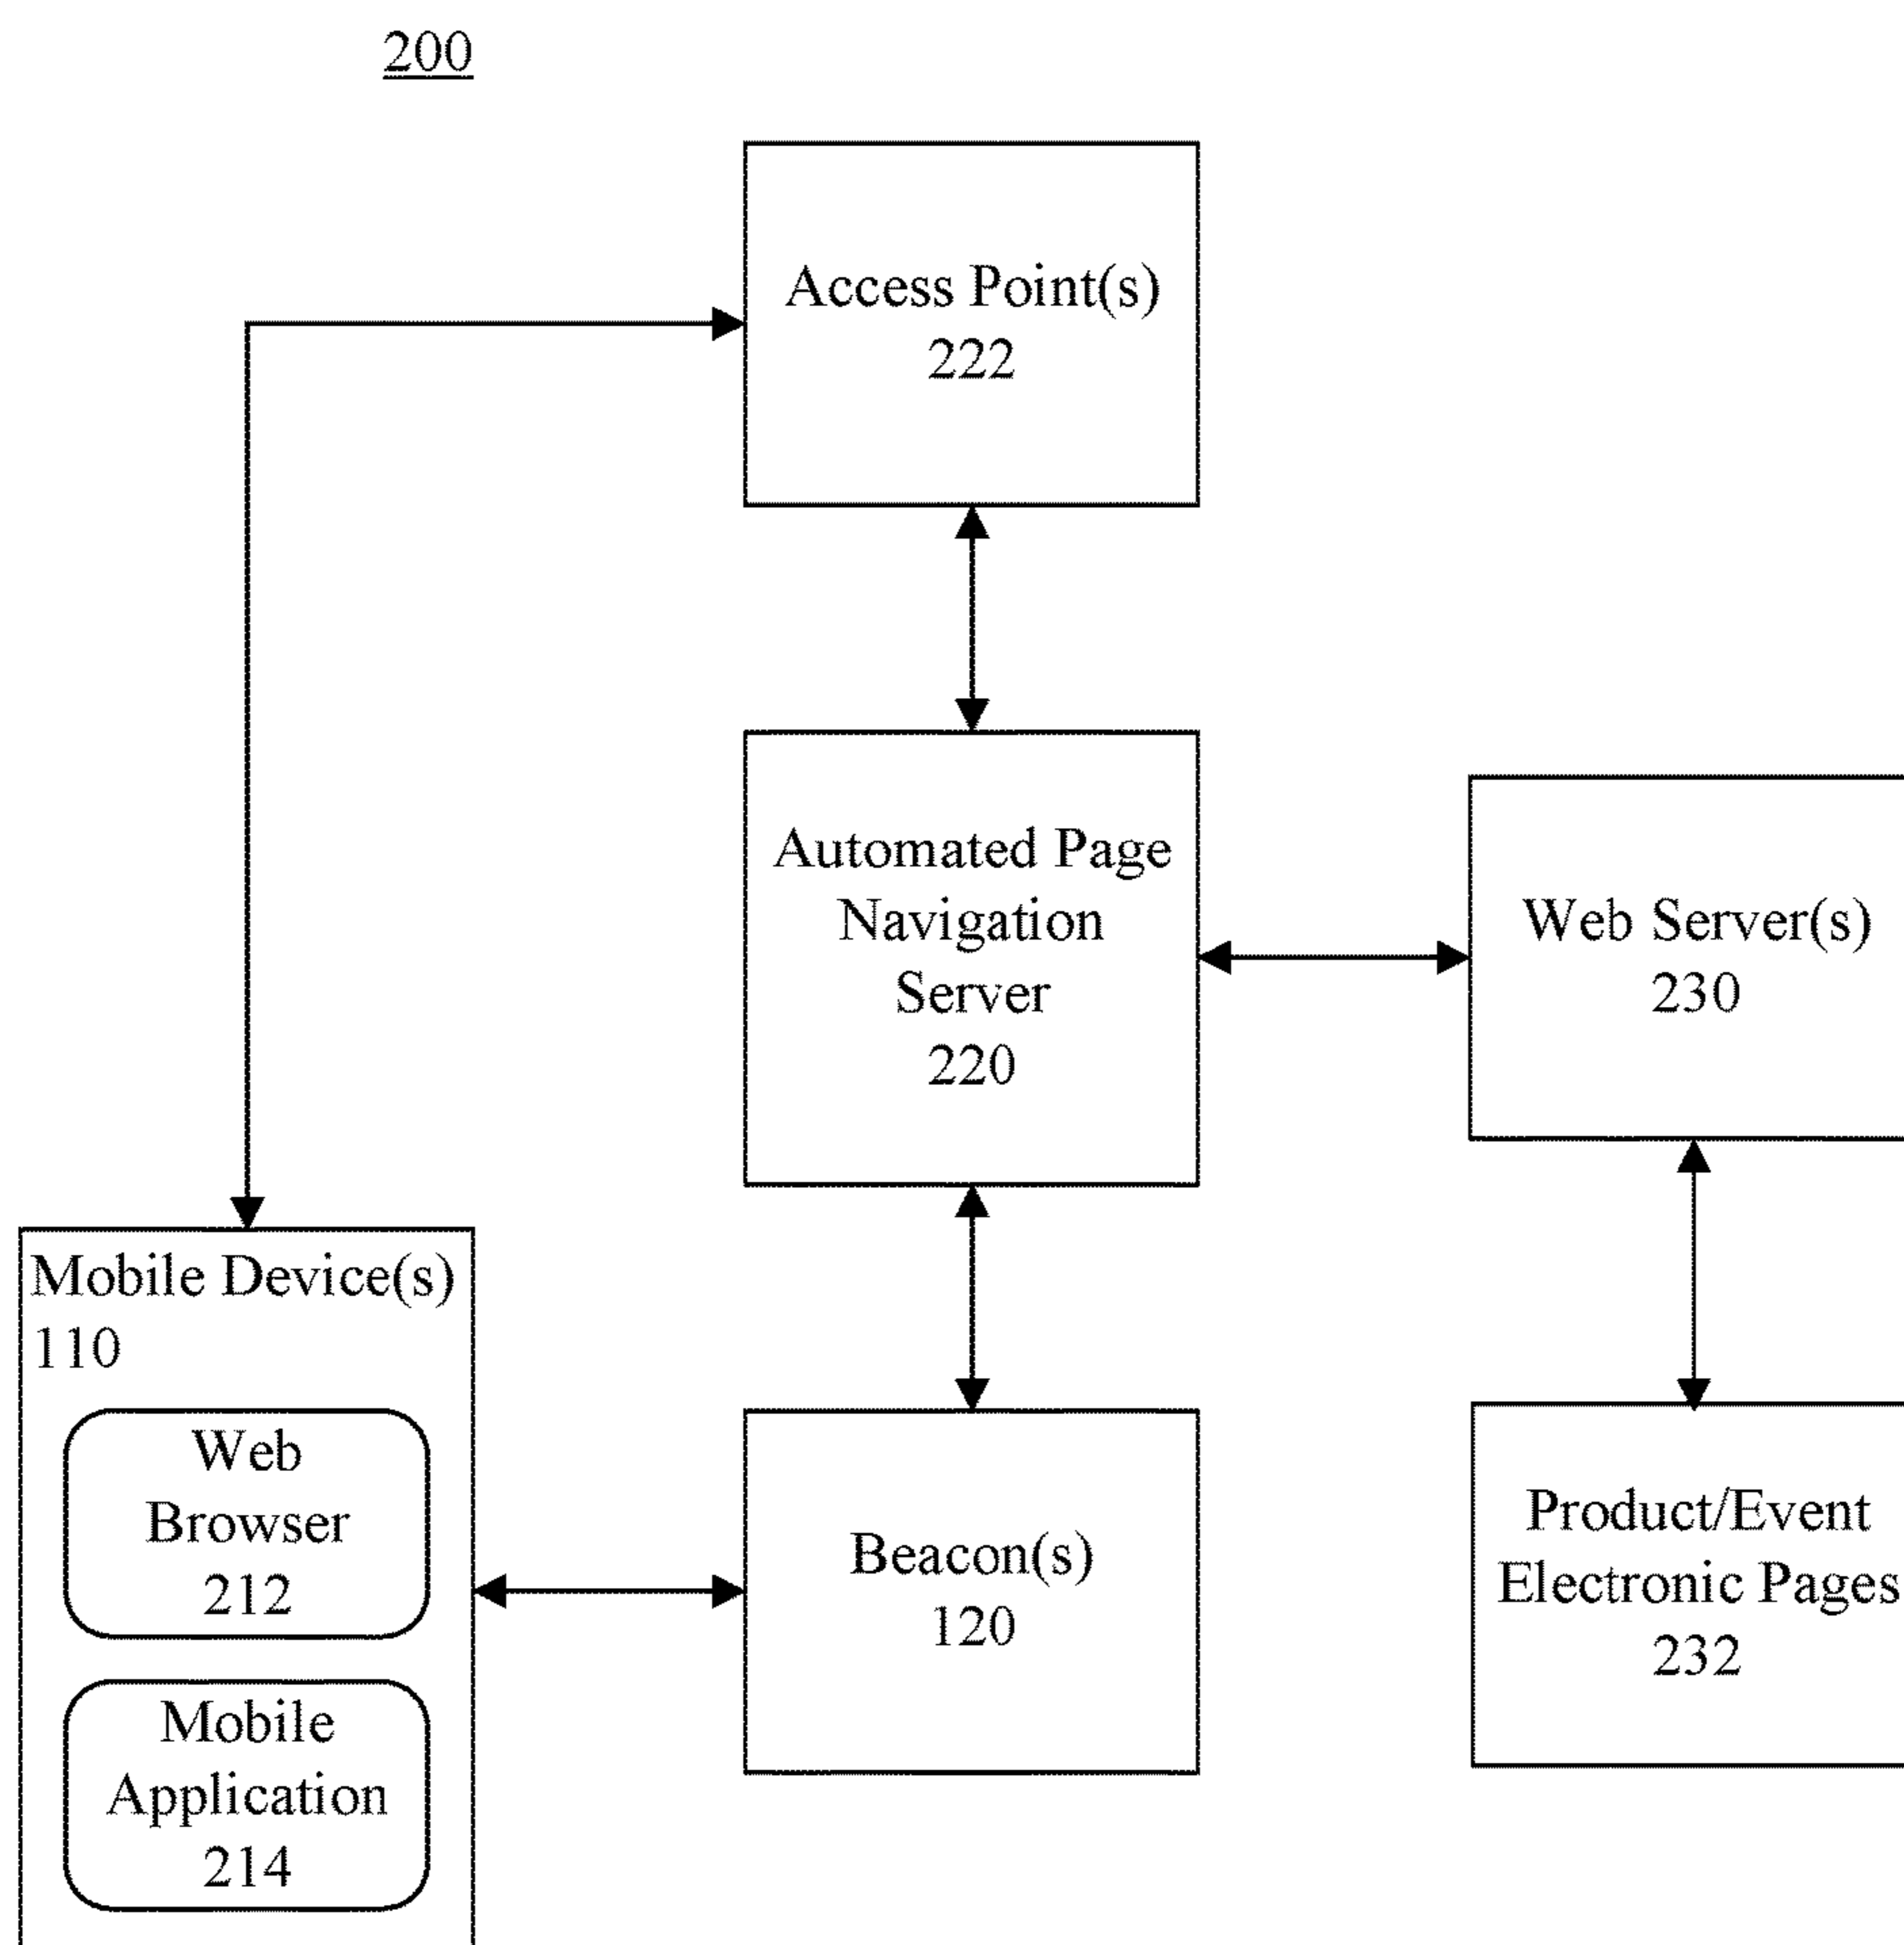 200
Access Point(s)
222
Automated Page
Navigation
Server
220
Web Server(s)
230
Mobile Device(s)
110
Web
Browser
212
Mobile
Application
214
Beacon(s)
120
Product/Event
Electronic Pages
232